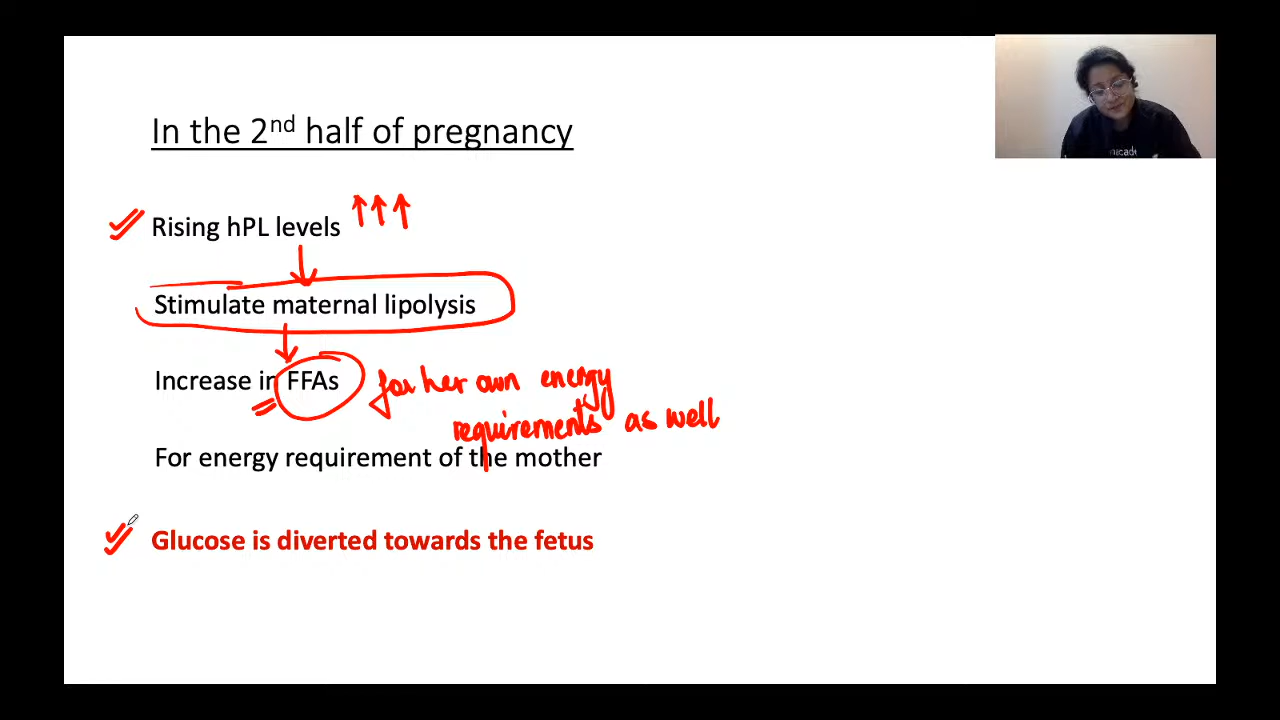 In the 2nd half of pregnancy
Rising hPL levels
Stimulate maternal lipolysis
Increase in FFAs for her own energy
requirements as well
For energy requirement of the mother
Glucose is diverted towards the fetus